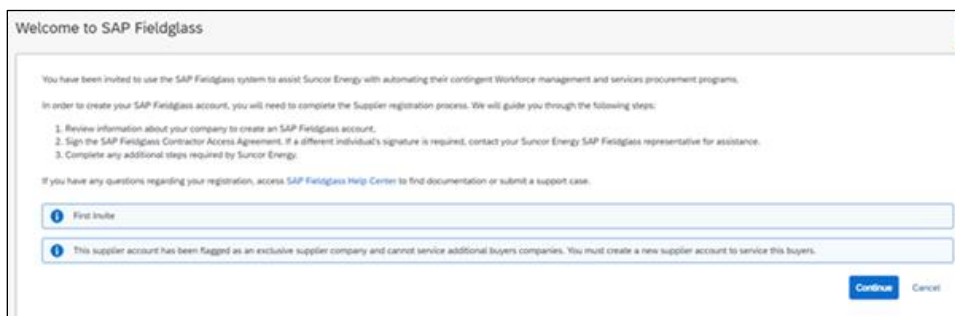 Welcome to SAP Fieldglass
You have been invited to use the SAP Fieldglass system to assist Suncor Energy with automating their contingent Workforce management and services procurement programs.
In order to create your SAP Fieldglass account, you will need to complete the Supplier registration process. We will guide you through the following steps:
1. Review information about your company to create an SAP Fieldglass account.
2. Sign the SAP Fieldglass Contractor Access Agreement. If a different individual's signature is required, contact your Suncor Energy SAP Fieldglass representative for assistance.
3. Complete any additional steps required by Suncor Energy.
If you have any questions regarding your registration, access SAP Fieldglass Help Center to find documentation or submit a support case.
First Invite
This supplier account has been flagged as an exclusive supplier company and cannot service additional buyers companies. You must create a new supplier account to service this buyers.
Continue Cancel